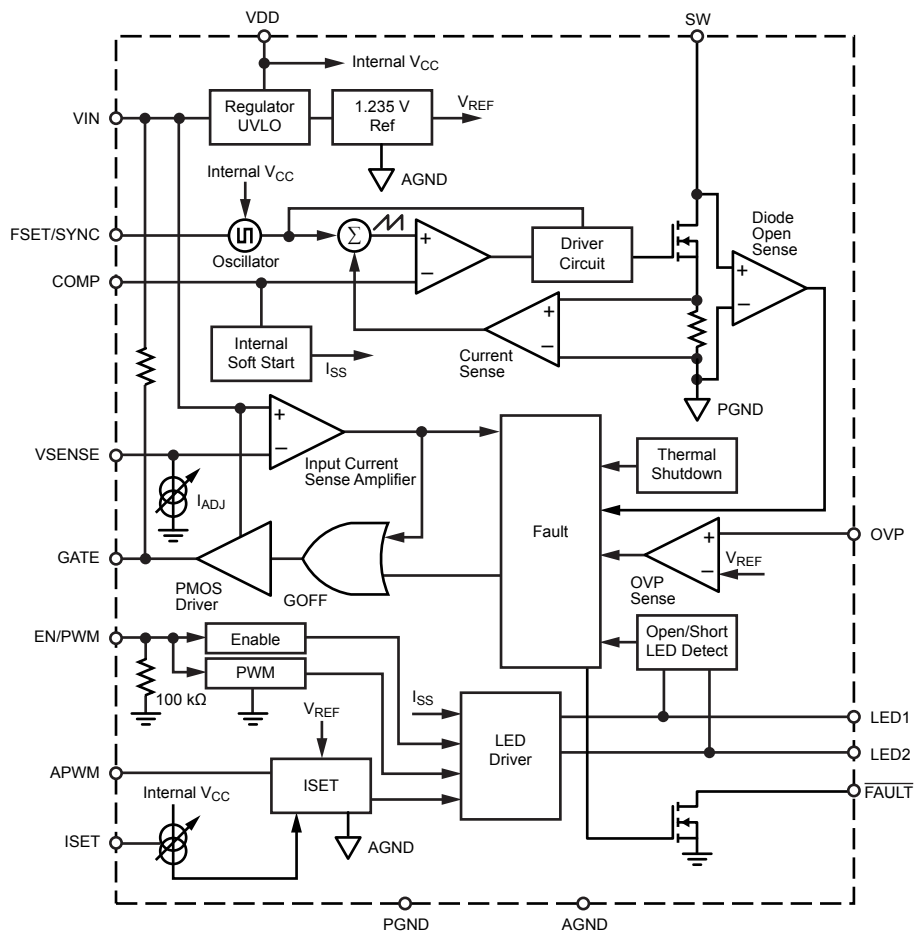 VDD
SW
Internal VCC
VIN
Regulator
UVLO
1.235 V
Ref
VREF
AGND
Internal VCC
FSET/SYNC
Oscillator
Σ
+
−
Driver
Circuit
Diode
Open
Sense
+
−
COMP
Internal
Soft Start
ISS
Current
Sense
+
−
PGND
VSENSE
+
−
Input Current
Sense Amplifier
IADJ
Fault
Thermal
Shutdown
GATE
PMOS
Driver
GOFF
+
−
VREF
OVP
Sense
OVP
EN/PWM
Enable
PWM
100 kΩ
Open/Short
LED Detect
ISS
LED
Driver
LED1
LED2
VREF
APWM
ISET
Internal VCC
AGND
ISET
FAULT
PGND
AGND